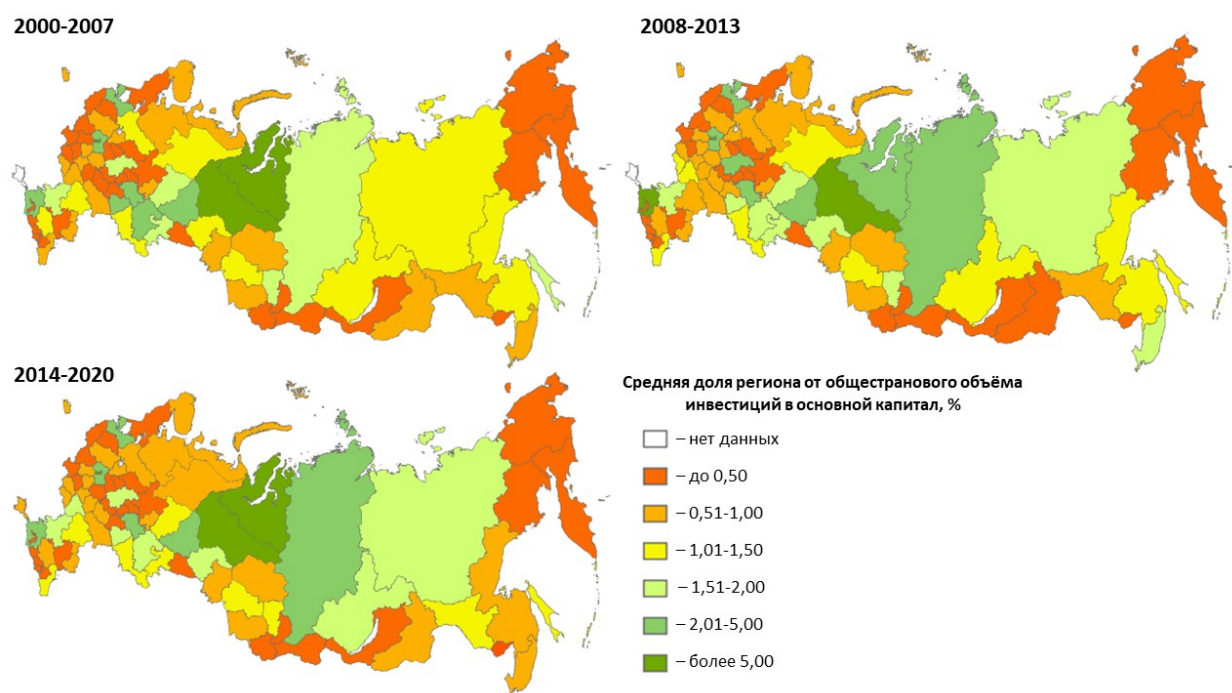 2000-2007
2008-2013
2014-2020
Средняя доля региона от общестранового объёма
инвестиций в основной капитал, %
– нет данных
– до 0,50
– 0,51-1,00
– 1,01-1,50
– 1,51-2,00
– 2,01-5,00
– более 5,00